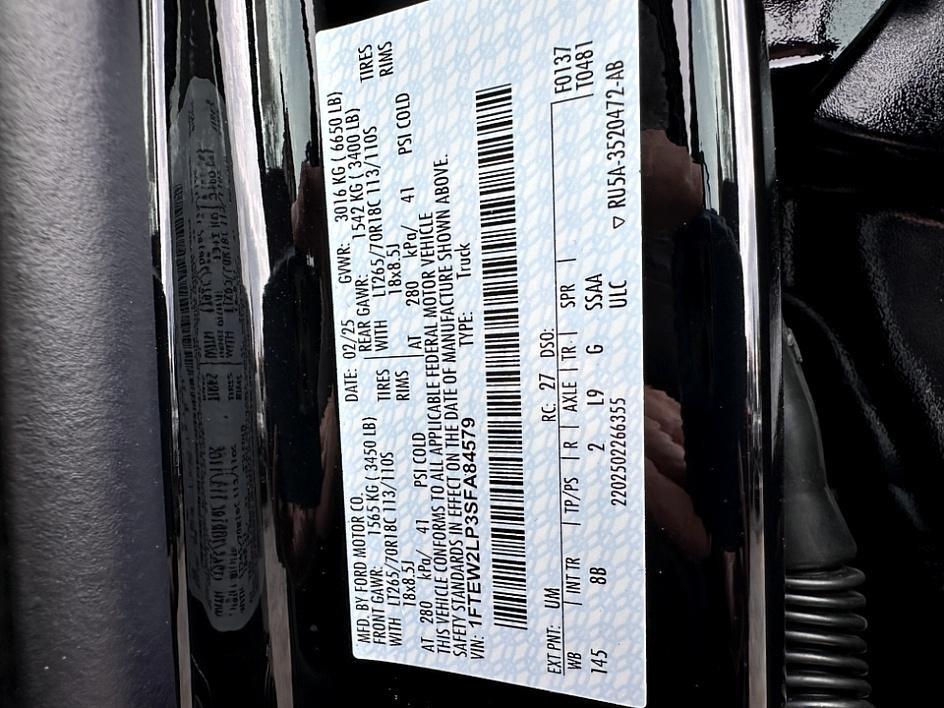 MFD. BY FORD MOTOR CO. DATE: 02/25 GVWR: 3016 KG ( 6650 LB)
FRONT GAWR: 1565 KG ( 3450 LB) REAR GAWR: 1542 KG ( 3400 LB)
WITH LT265/70R18C 113/110S TIRES WITH LT265/70R18C 113/110S TIRES
18x8.5J RIMS 18x8.5J RIMS
AT 280 kPa/ 41 PSI COLD AT 280 kPa/ 41 PSI COLD
THIS VEHICLE CONFORMS TO ALL APPLICABLE FEDERAL MOTOR VEHICLE
SAFETY STANDARDS IN EFFECT ON THE DATE OF MANUFACTURE SHOWN ABOVE.
VIN: 1FTEW2LP3SFA84579 TYPE: Truck
EXT PNT: UM RC: 27 DSO: F0137
WB | INT TR | TP/PS | R | AXLE | TR | SPR | T0481
145 8B 2 L9 G SSAA
2202502266355 ULC ▽ RU5A-3520472-AB